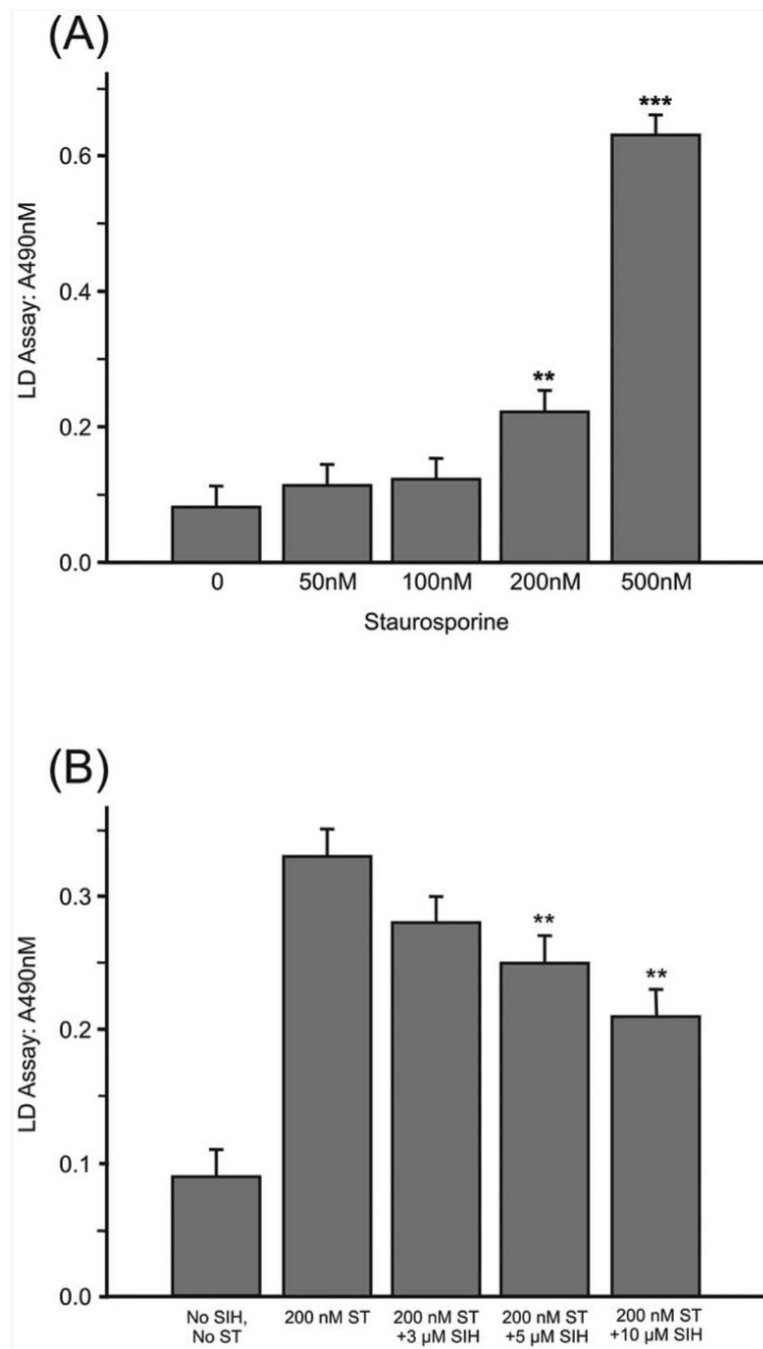 (A)
LD Assay: A490nM
0.6
0.4
0.2
0.0
**
***
0 50nM 100nM 200nM 500nM
Staurosporine
(B)
LD Assay: A490nM
0.3
0.2
0.1
0.0
**
**
No SIH, 200 nM ST 200 nM ST 200 nM ST 200 nM ST
No ST +3 µM SIH +5 µM SIH +10 µM SIH